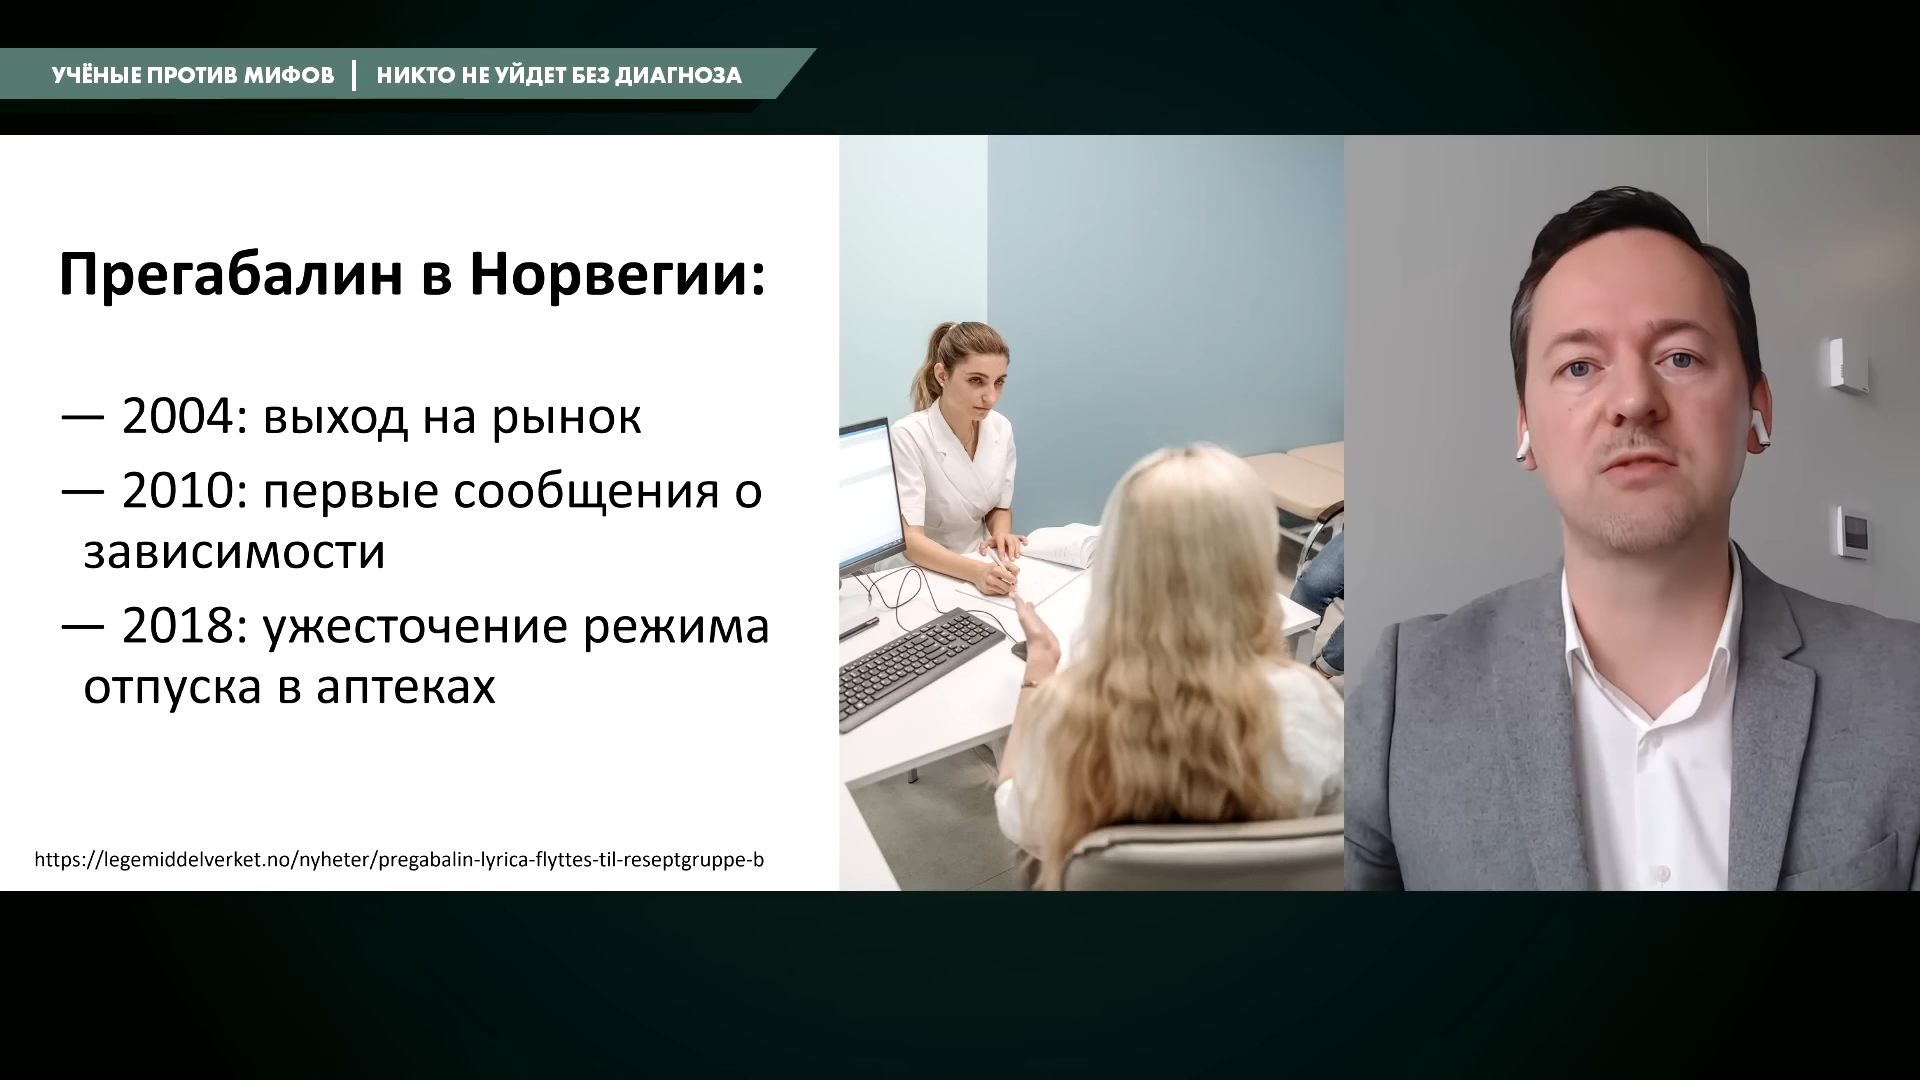 УЧЁНЫЕ ПРОТИВ МИФОВ | НИКТО НЕ УЙДЕТ БЕЗ ДИАГНОЗА
Прегабалин в Норвегии:
— 2004: выход на рынок
— 2010: первые сообщения о
зависимости
— 2018: ужесточение режима
отпуска в аптеках
https://legemiddelverket.no/nyheter/pregabalin-lyrica-flyttes-til-reseptgruppe-b